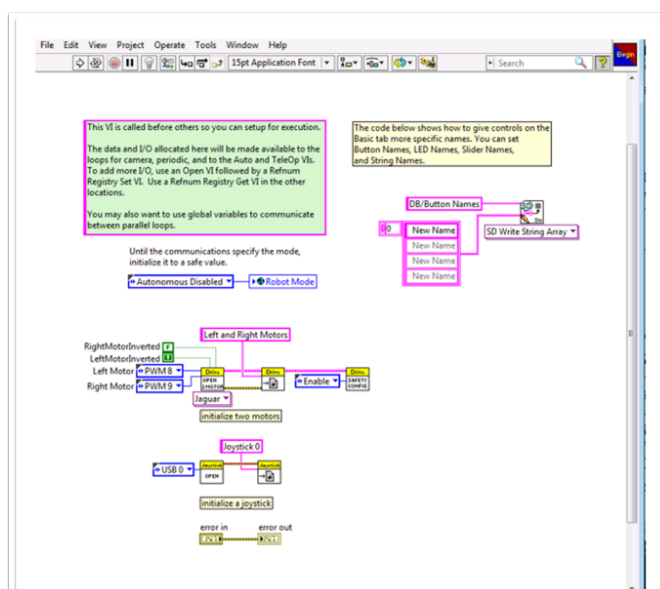 File Edit View Project Operate Tools Window Help
15pt Application Font
Search
?
Begin
This VI is called before others so you can setup for execution.
The data and I/O allocated here will be made available to the
loops for camera, periodic, and to the Auto and TeleOp VIs.
To add more I/O, use an Open VI followed by a Refnum
Registry Set VI. Use a Refnum Registry Get VI in the other
locations.
You may also want to use global variables to communicate
between parallel loops.
The code below shows how to give controls on the
Basic tab more specific names. You can set
Button Names, LED Names, Slider Names,
and String Names.
DB/Button Names
0
New Name
New Name
New Name
New Name
SD Write String Array
Until the communications specify the mode,
initialize it to a safe value.
Autonomous Disabled
Robot Mode
Left and Right Motors
RightMotorInverted F
LeftMotorInverted
Left Motor PWM 8
Right Motor PWM 9
OPEN
2MOTOR
Enable
SAFETY
CONFIG
Jaguar
initialize two motors
Joystick 0
USB 0
Joystick
OPEN
Joystick
initialize a joystick
error in error out